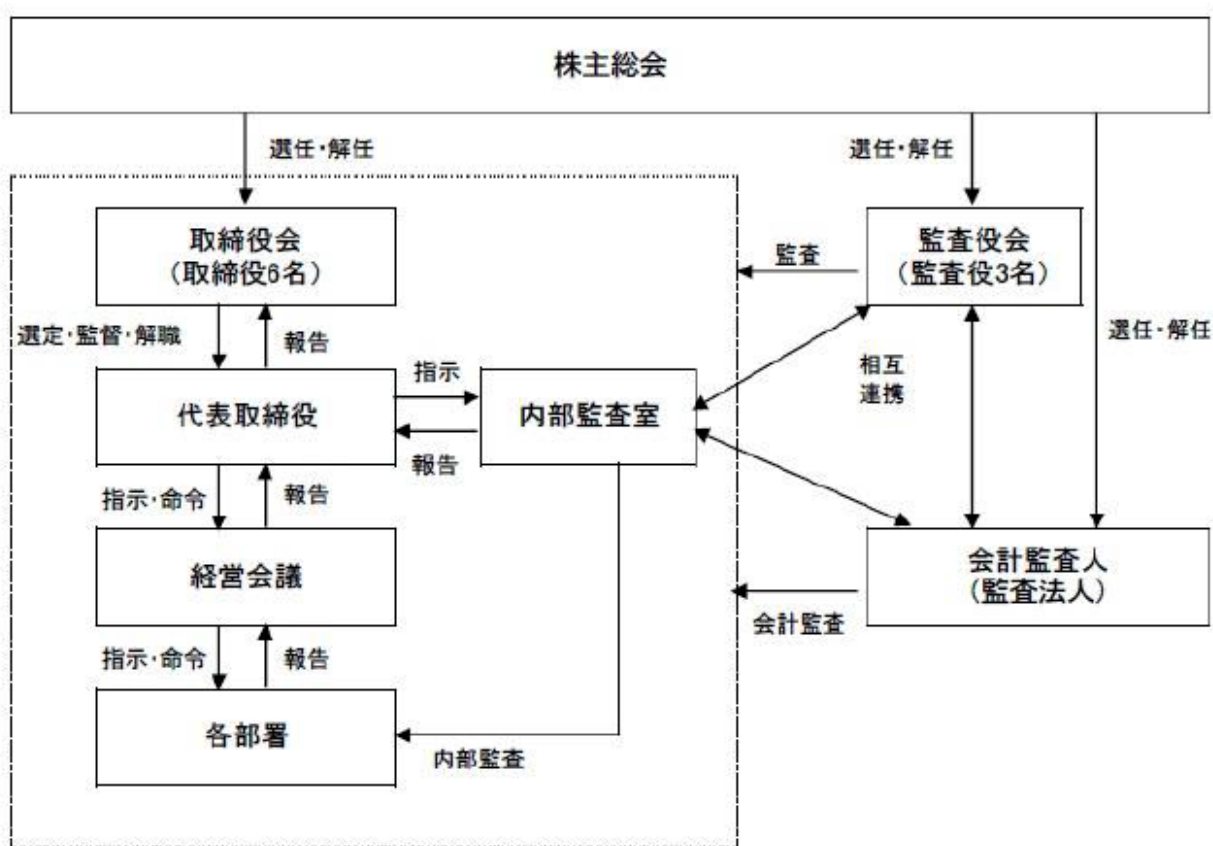 株主総会
選任・解任
選任・解任
取締役会
（取締役6名）
監査役会
（監査役3名）
監査
選定・監督・解職
報告
選任・解任
指示
相互
連携
代表取締役
内部監査室
報告
指示・命令
報告
経営会議
会計監査人
（監査法人）
会計監査
指示・命令
報告
各部署
内部監査